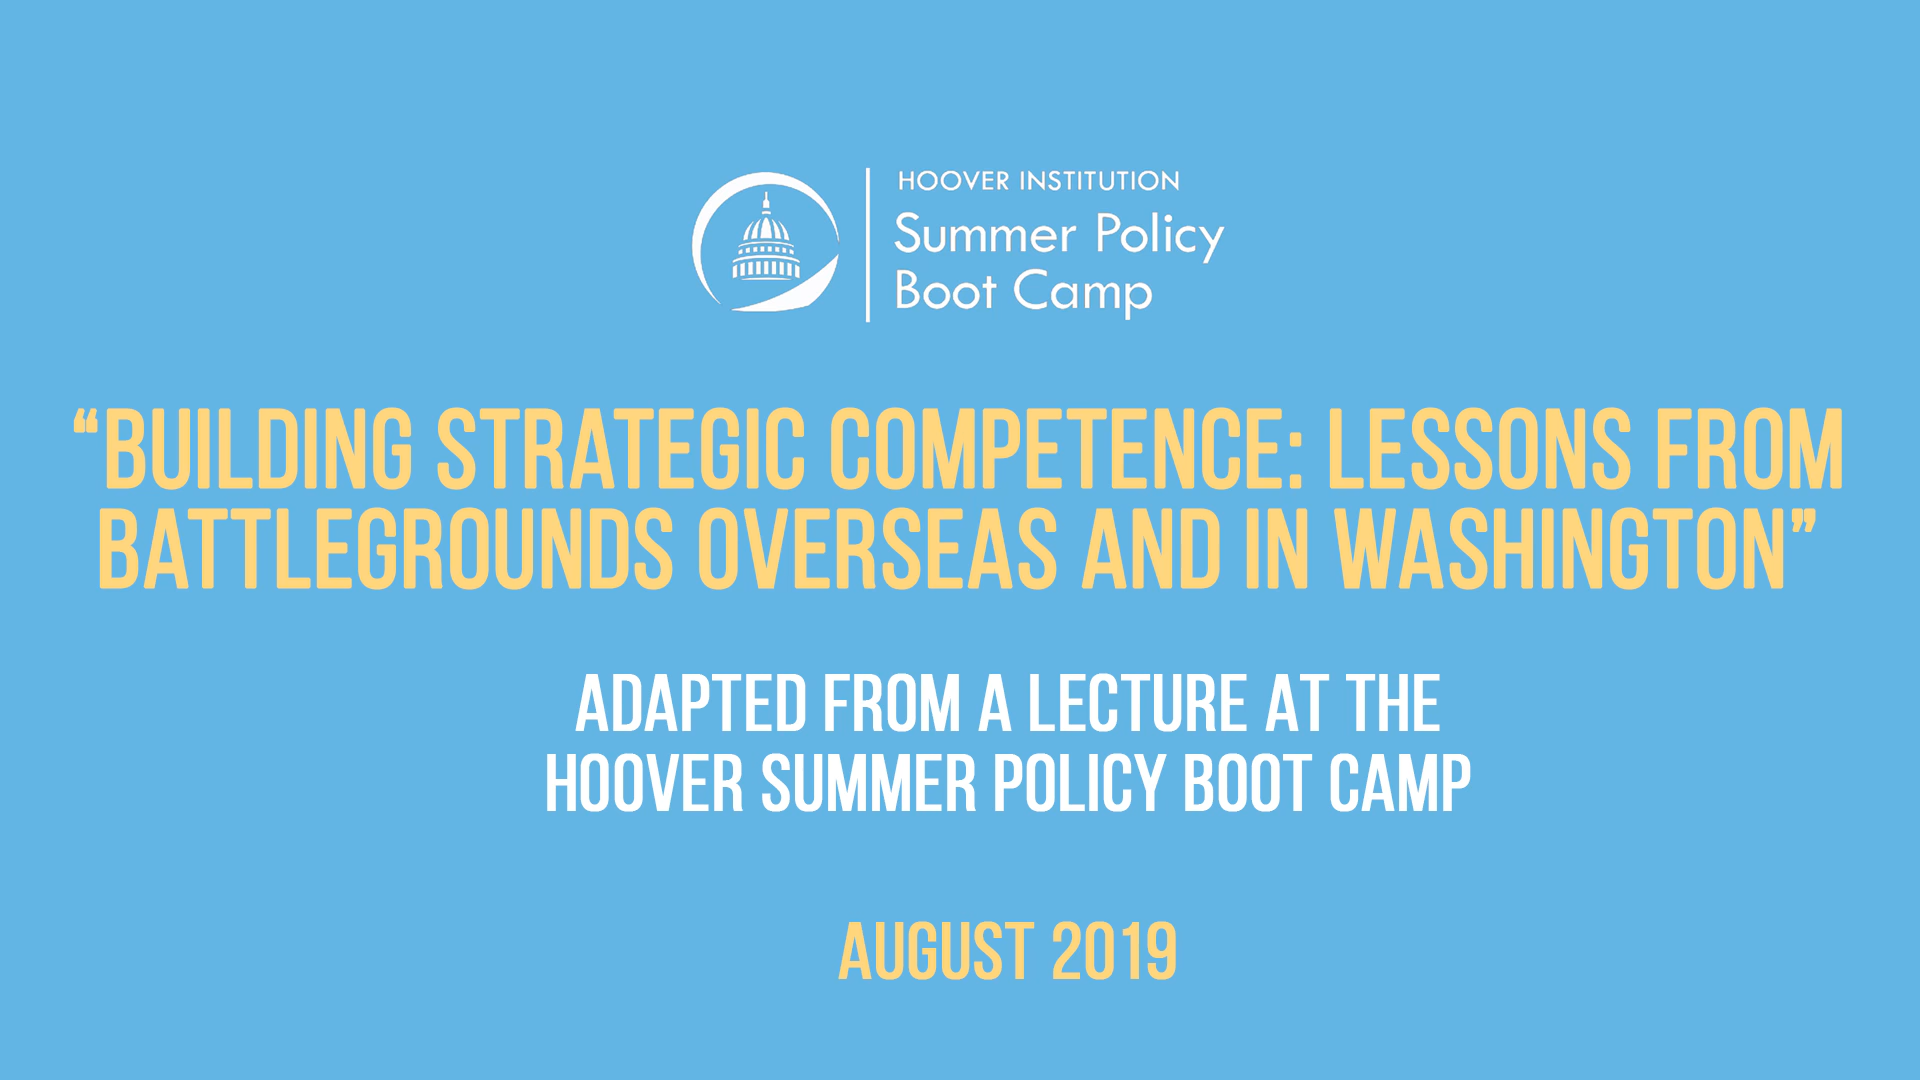 HOOVER INSTITUTION
Summer Policy
Boot Camp
“BUILDING STRATEGIC COMPETENCE: LESSONS FROM
BATTLEGROUNDS OVERSEAS AND IN WASHINGTON”
ADAPTED FROM A LECTURE AT THE
HOOVER SUMMER POLICY BOOT CAMP
AUGUST 2019